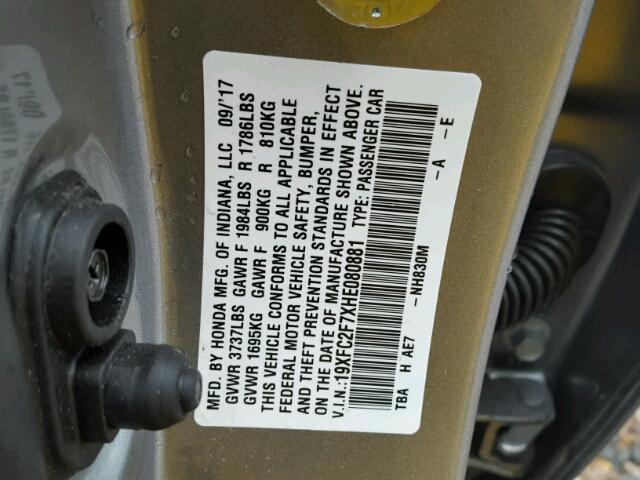 MFD. BY HONDA MFG. OF INDIANA, LLC 09/'17
GVWR 3737LBS GAWR F 1984LBS R 1786LBS
GVWR 1695KG GAWR F 900KG R 810KG
THIS VEHICLE CONFORMS TO ALL APPLICABLE
FEDERAL MOTOR VEHICLE SAFETY, BUMPER,
AND THEFT PREVENTION STANDARDS IN EFFECT
ON THE DATE OF MANUFACTURE SHOWN ABOVE.
V.I.N.:19XFC2F7XHE080881 TYPE: PASSENGER CAR
TBA H AE7 -NH830M -A -E